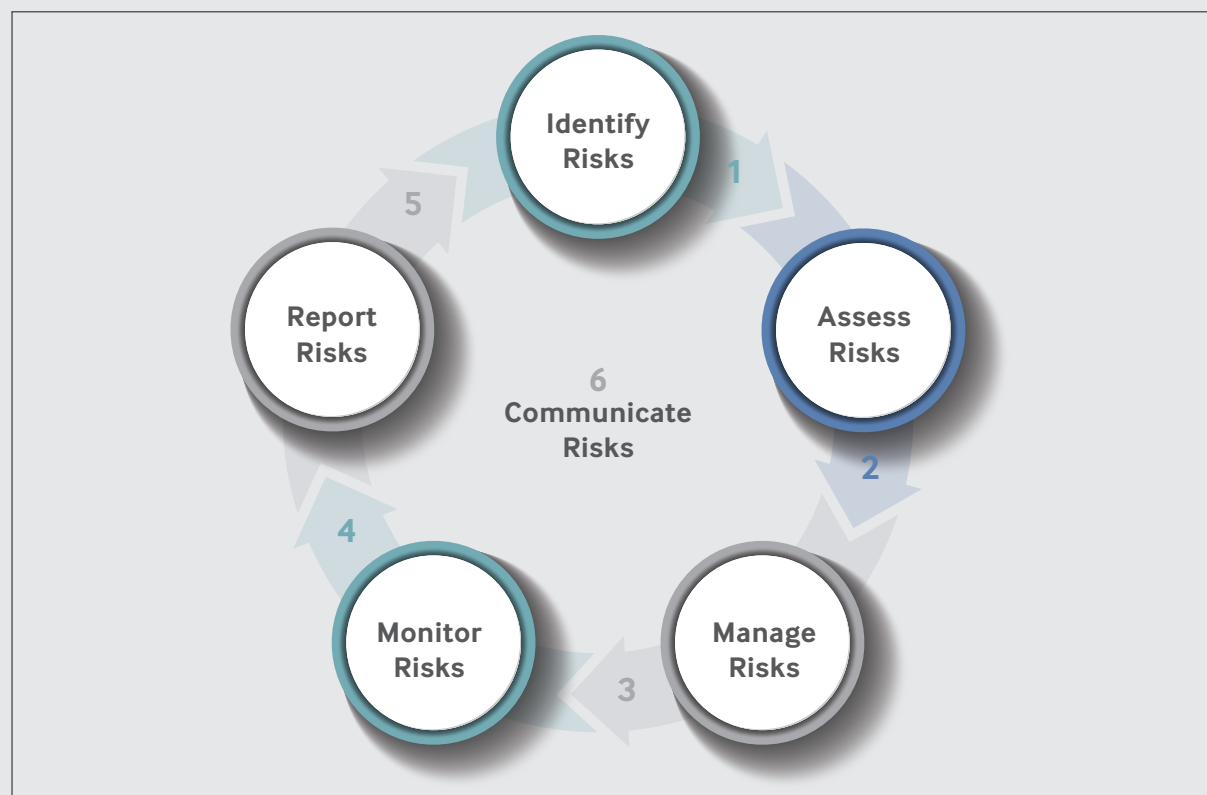 Identify
Risks
1
Assess
Risks
2
Manage
Risks
3
Monitor
Risks
4
Report
Risks
5
6
Communicate
Risks